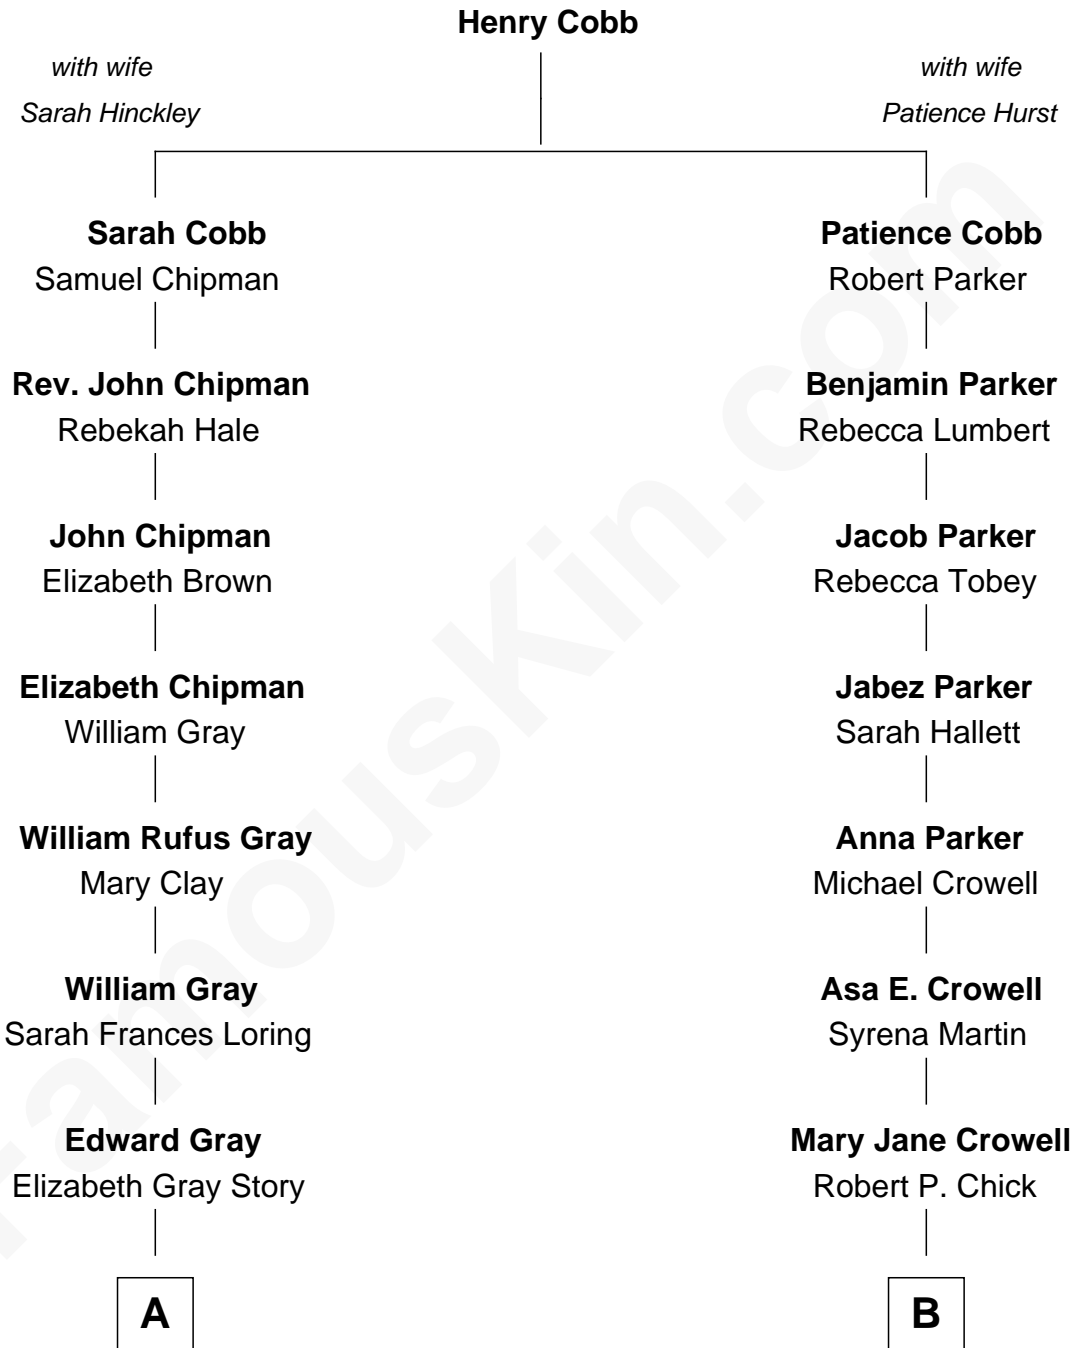 Henry Cobb
with wife
Sarah Hinckley
with wife
Patience Hurst
Sarah Cobb
Samuel Chipman
Patience Cobb
Robert Parker
Rev. John Chipman
Rebekah Hale
Benjamin Parker
Rebecca Lumbert
John Chipman
Elizabeth Brown
Jacob Parker
Rebecca Tobey
Elizabeth Chipman
William Gray
Jabez Parker
Sarah Hallett
William Rufus Gray
Mary Clay
Anna Parker
Michael Crowell
William Gray
Sarah Frances Loring
Asa E. Crowell
Syrena Martin
Edward Gray
Elizabeth Gray Story
Mary Jane Crowell
Robert P. Chick
A
B
FamousKin.com